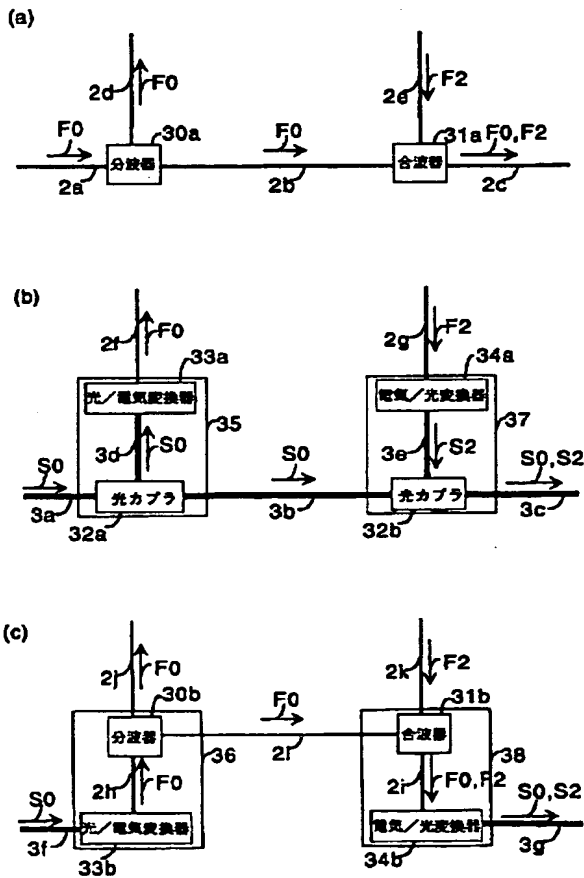 (a)
2d
F0
2e
F2
F0
30a
F0
31a
F0,F2
分波器
合波器
2a
2b
2c
(b)
2f
F0
2g
F2
33a
34a
光／電気変換器
電気／光変換器
35
37
3d
S0
3e
S2
S0
S0
S0,S2
光カプラ
光カプラ
3a
3b
3c
32a
32b
(c)
2j
F0
2k
F2
30b
31b
F0
分波器
合波器
36
2l
38
2h
F0
2i
F0,F2
S0
S0,S2
光／電気変換器
電気／光変換器
3f
3g
33b
34b